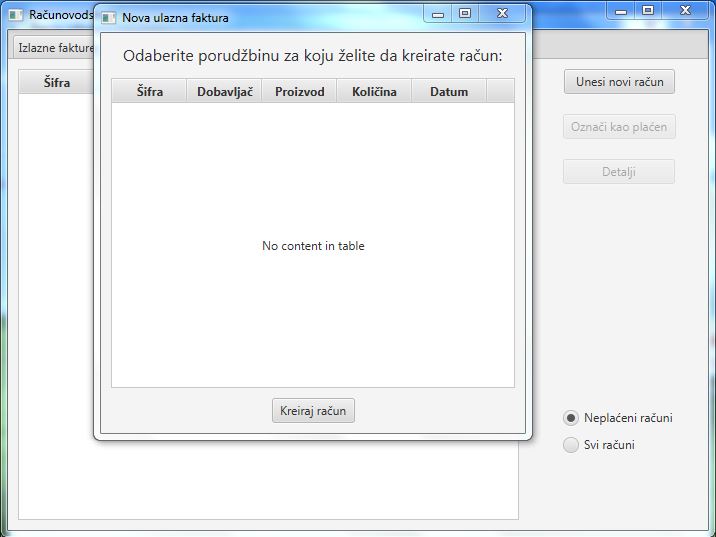 Računovods
Nova ulazna faktura
Izlazne fakture
Odaberite porudžbinu za koju želite da kreirate račun:
Šifra
Šifra Dobavljač Proizvod Količina Datum
Unesi novi račun
Označi kao plaćen
Detalji
No content in table
Kreiraj račun
Neplaćeni računi
Svi računi